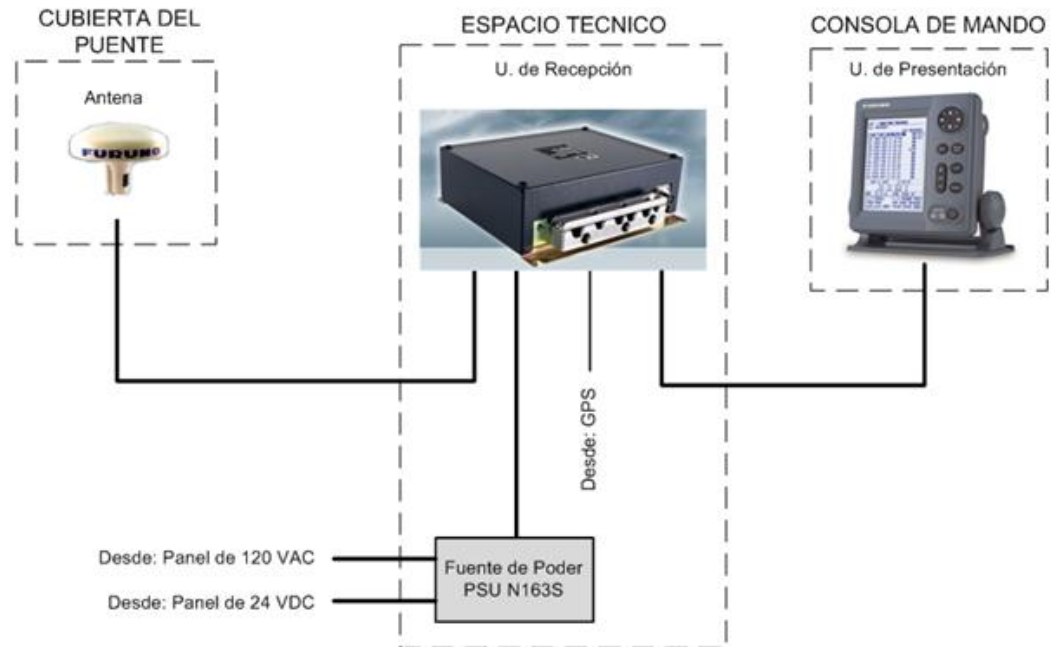 CUBIERTA DEL
PUENTE
Antena
FURUNO
ESPACIO TECNICO
U. de Recepción
CONSOLA DE MANDO
U. de Presentación
Desde: GPS
Desde: Panel de 120 VAC
Desde: Panel de 24 VDC
Fuente de Poder
PSU N163S